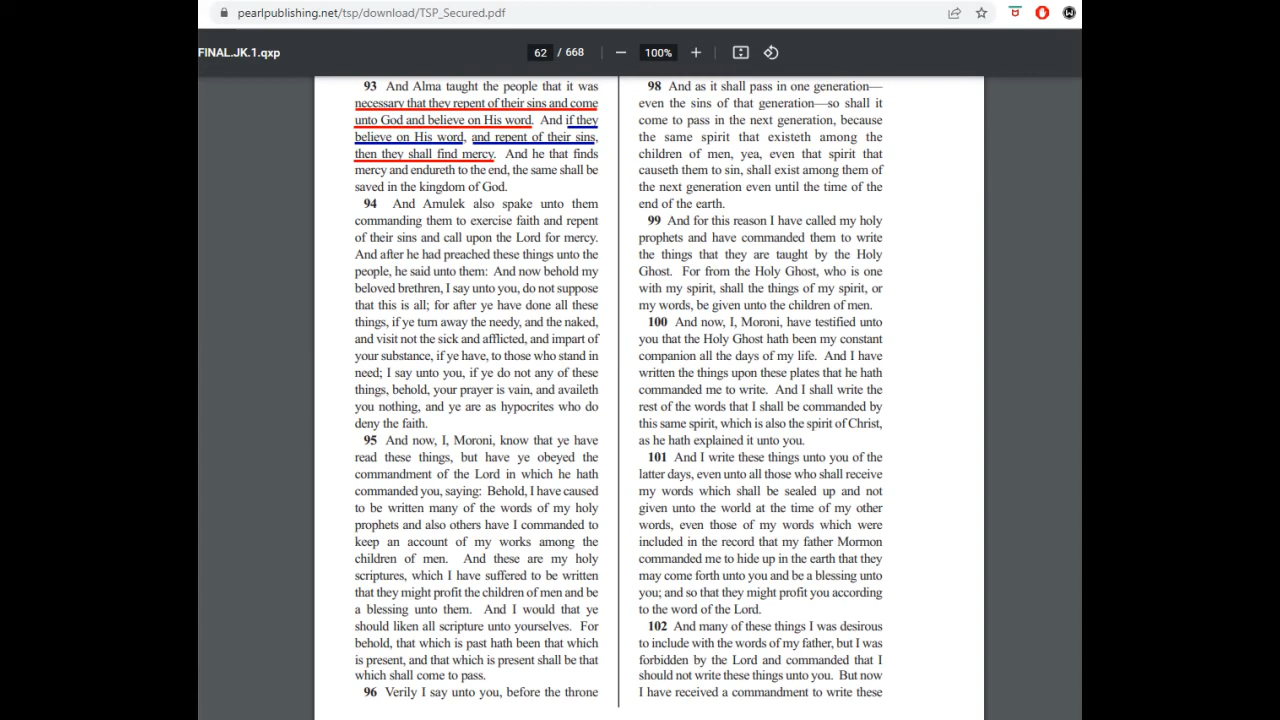 pearlpublishing.net/tsp/download/TSP_Secured.pdf
FINAL.JK.1.qxp
62 / 668
100%
93 And Alma taught the people that it was
necessary that they repent of their sins and come
unto God and believe on His word. And if they
believe on His word, and repent of their sins,
then they shall find mercy. And he that finds
mercy and endureth to the end, the same shall be
saved in the kingdom of God.
94 And Amulek also spake unto them
commanding them to exercise faith and repent
of their sins and call upon the Lord for mercy.
And after he had preached these things unto the
people, he said unto them: And now behold my
beloved brethren, I say unto you, do not suppose
that this is all; for after ye have done all these
things, if ye turn away the needy, and the naked,
and visit not the sick and afflicted, and impart of
your substance, if ye have, to those who stand in
need; I say unto you, if ye do not any of these
things, behold, your prayer is vain, and availeth
you nothing, and ye are as hypocrites who do
deny the faith.
95 And now, I, Moroni, know that ye have
read these things, but have ye obeyed the
commandment of the Lord in which he hath
commanded you, saying: Behold, I have caused
to be written many of the words of my holy
prophets and also others have I commanded to
keep an account of my works among the
children of men. And these are my holy
scriptures, which I have suffered to be written
that they might profit the children of men and be
a blessing unto them. And I would that ye
should liken all scripture unto yourselves. For
behold, that which is past hath been that which
is present, and that which is present shall be that
which shall come to pass.
96 Verily I say unto you, before the throne
98 And as it shall pass in one generation—
even the sins of that generation—so shall it
come to pass in the next generation, because
the same spirit that existeth among the
children of men, yea, even that spirit that
causeth them to sin, shall exist among them of
the next generation even until the time of the
end of the earth.
99 And for this reason I have called my holy
prophets and have commanded them to write
the things that they are taught by the Holy
Ghost. For from the Holy Ghost, who is one
with my spirit, shall the things of my spirit, or
my words, be given unto the children of men.
100 And now, I, Moroni, have testified unto
you that the Holy Ghost hath been my constant
companion all the days of my life. And I have
written the things upon these plates that he hath
commanded me to write. And I shall write the
rest of the words that I shall be commanded by
this same spirit, which is also the spirit of Christ,
as he hath explained it unto you.
101 And I write these things unto you of the
latter days, even unto all those who shall receive
my words which shall be sealed up and not
given unto the world at the time of my other
words, even those of my words which were
included in the record that my father Mormon
commanded me to hide up in the earth that they
may come forth unto you and be a blessing unto
you; and so that they might profit you according
to the word of the Lord.
102 And many of these things I was desirous
to include with the words of my father, but I was
forbidden by the Lord and commanded that I
should not write these things unto you. But now
I have received a commandment to write these